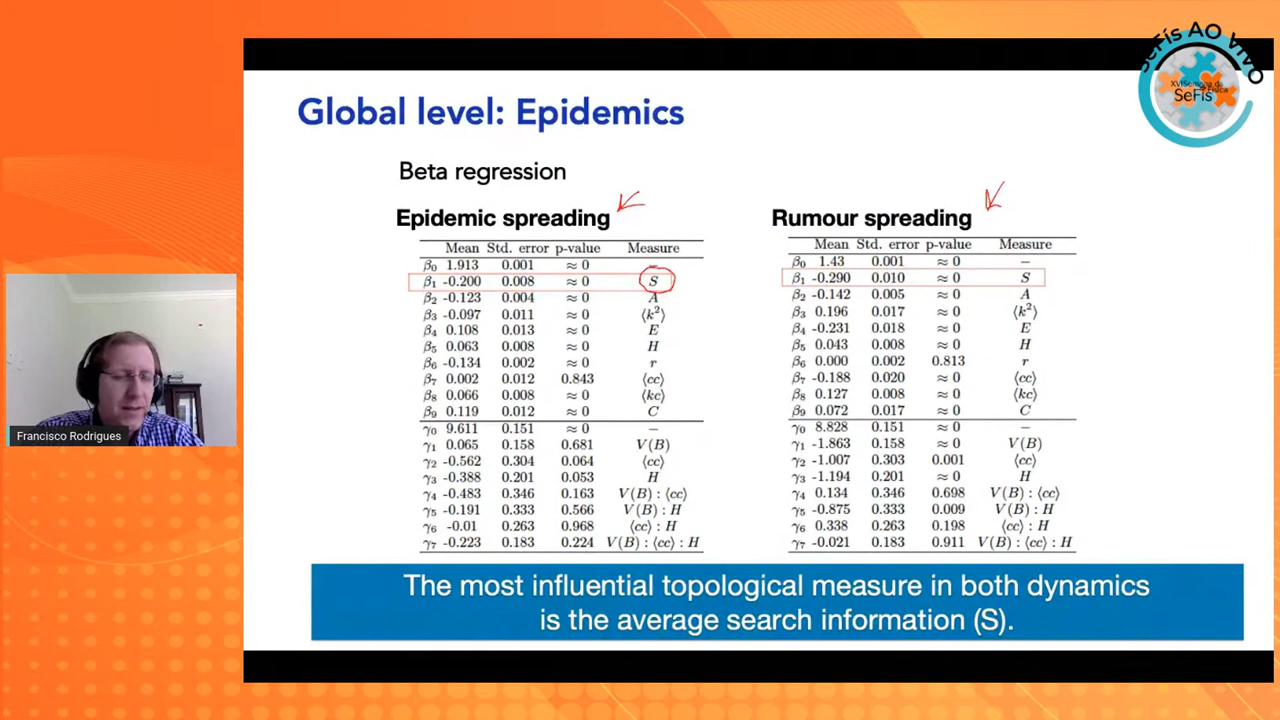 SeFís AO VIVO
XVI Semana da Física
SeFís
Global level: Epidemics
Beta regression
Epidemic spreading
Mean Std. error p-value Measure
β0 1.913 0.001 ≈ 0 –
β1 -0.200 0.008 ≈ 0 S
β2 -0.123 0.004 ≈ 0 A
β3 -0.097 0.011 ≈ 0 ⟨k²⟩
β4 0.108 0.013 ≈ 0 E
β5 0.063 0.008 ≈ 0 H
β6 -0.134 0.002 ≈ 0 r
β7 0.002 0.012 0.843 ⟨cc⟩
β8 0.066 0.008 ≈ 0 ⟨kc⟩
β9 0.119 0.012 ≈ 0 C
γ0 9.611 0.151 ≈ 0 –
γ1 0.065 0.158 0.681 V(B)
γ2 -0.562 0.304 0.064 ⟨cc⟩
γ3 -0.388 0.201 0.053 H
γ4 -0.483 0.346 0.163 V(B) : ⟨cc⟩
γ5 -0.191 0.333 0.566 V(B) : H
γ6 -0.01 0.263 0.968 ⟨cc⟩ : H
γ7 -0.223 0.183 0.224 V(B) : ⟨cc⟩ : H
Rumour spreading
Mean Std. error p-value Measure
β0 1.43 0.001 ≈ 0 –
β1 -0.290 0.010 ≈ 0 S
β2 -0.142 0.005 ≈ 0 A
β3 0.196 0.017 ≈ 0 ⟨k²⟩
β4 -0.231 0.018 ≈ 0 E
β5 0.043 0.008 ≈ 0 H
β6 0.000 0.002 0.813 r
β7 -0.188 0.020 ≈ 0 ⟨cc⟩
β8 0.127 0.008 ≈ 0 ⟨kc⟩
β9 0.072 0.017 ≈ 0 C
γ0 8.828 0.151 ≈ 0 –
γ1 -1.863 0.158 ≈ 0 V(B)
γ2 -1.007 0.303 0.001 ⟨cc⟩
γ3 -1.194 0.201 ≈ 0 H
γ4 0.134 0.346 0.698 V(B) : ⟨cc⟩
γ5 -0.875 0.333 0.009 V(B) : H
γ6 0.338 0.263 0.198 ⟨cc⟩ : H
γ7 -0.021 0.183 0.911 V(B) : ⟨cc⟩ : H
The most influential topological measure in both dynamics
is the average search information (S).
Francisco Rodrigues